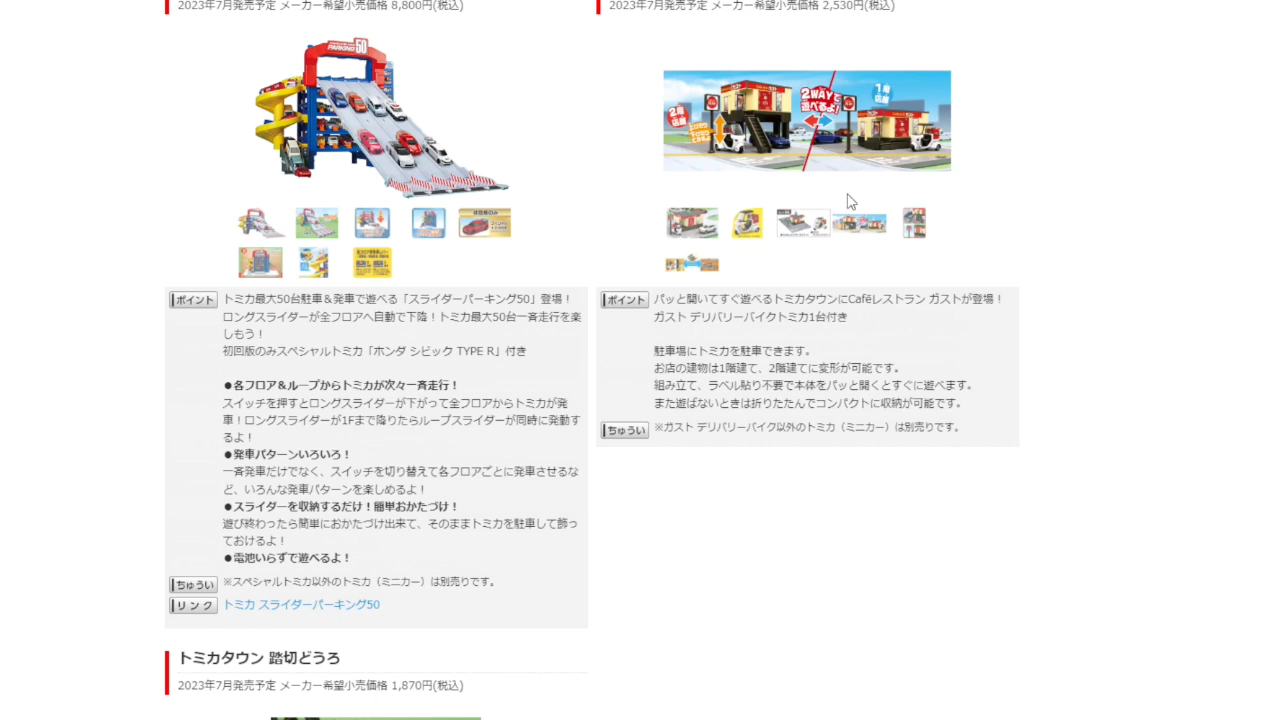 2023年7月発売予定 メーカー希望小売価格 8,800円(税込)
PARKING 50
ポイント
トミカ最大50台駐車＆発車で遊べる「スライダーパーキング50」登場！
ロングスライダーが全フロアへ自動で下降！トミカ最大50台一斉走行を楽
しもう！
初回版のみスペシャルトミカ「ホンダ シビック TYPE R」付き
●各フロア＆ループからトミカが次々一斉走行！
スイッチを押すとロングスライダーが下がって全フロアからトミカが発
車！ロングスライダーが1Fまで降りたらループスライダーが同時に発動す
るよ！
●発車パターンいろいろ！
一斉発車だけでなく、スイッチを切り替えて各フロアごとに発車させるな
ど、いろんな発車パターンを楽しめるよ！
●スライダーを収納するだけ！簡単おかたづけ！
遊び終わったら簡単におかたづけ出来て、そのままトミカを駐車して飾っ
ておけるよ！
●電池いらずで遊べるよ！
ちゅうい
※スペシャルトミカ以外のトミカ（ミニカー）は別売りです。
リンク
トミカ スライダーパーキング50
トミカタウン 踏切どうろ
2023年7月発売予定 メーカー希望小売価格 1,870円(税込)
2023年7月発売予定 メーカー希望小売価格 2,530円(税込)
2階
店舗
2WAYで
遊べるよ！
1階
店舗
ポイント
パッと開いてすぐ遊べるトミカタウンにCaféレストラン ガストが登場！
ガスト デリバリーバイクトミカ1台付き
駐車場にトミカを駐車できます。
お店の建物は1階建て、2階建てに変形が可能です。
組み立て、ラベル貼り不要で本体をパッと開くとすぐに遊べます。
また遊ばないときは折りたたんでコンパクトに収納が可能です。
ちゅうい
※ガスト デリバリーバイク以外のトミカ（ミニカー）は別売りです。